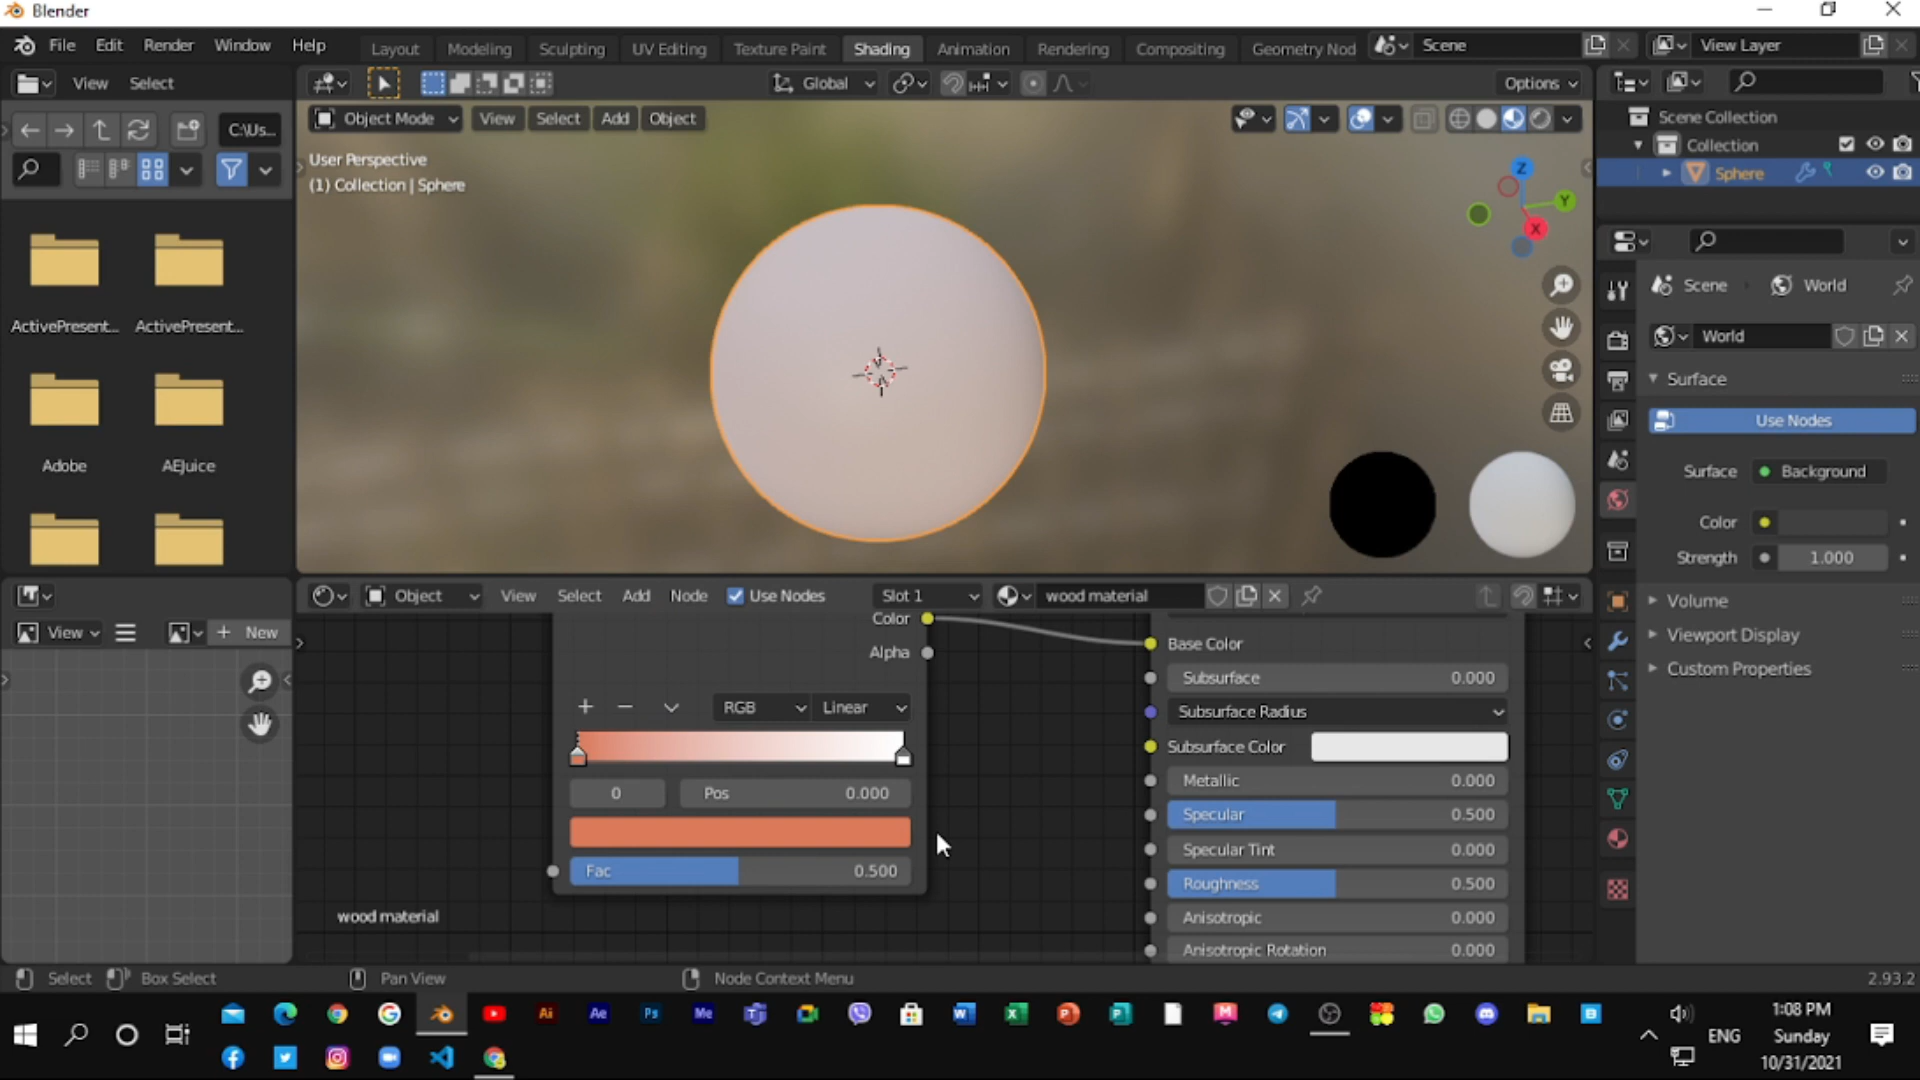 Blender
File Edit Render Window Help
Layout Modeling Sculpting UV Editing Texture Paint Shading Animation Rendering Compositing Geometry Nod
Scene
View Layer
View Select
Global
Options
C:\Us...
Object Mode View Select Add Object
User Perspective
(1) Collection | Sphere
Z
Y
X
Scene Collection
Collection
Sphere
ActivePresent... ActivePresent...
Adobe AEJuice
Scene World
World
Surface
Use Nodes
Surface Background
Color
Strength 1.000
Volume
Viewport Display
Custom Properties
View New
Object View Select Add Node Use Nodes Slot 1 wood material
Color
Alpha
RGB Linear
0 Pos 0.000
Fac 0.500
wood material
Base Color
Subsurface 0.000
Subsurface Radius
Subsurface Color
Metallic 0.000
Specular 0.500
Specular Tint 0.000
Roughness 0.500
Anisotropic 0.000
Anisotropic Rotation 0.000
Select Box Select Pan View Node Context Menu 2.93.2
Ai Ae Ps Me
ENG
1:08 PM
Sunday
10/31/2021